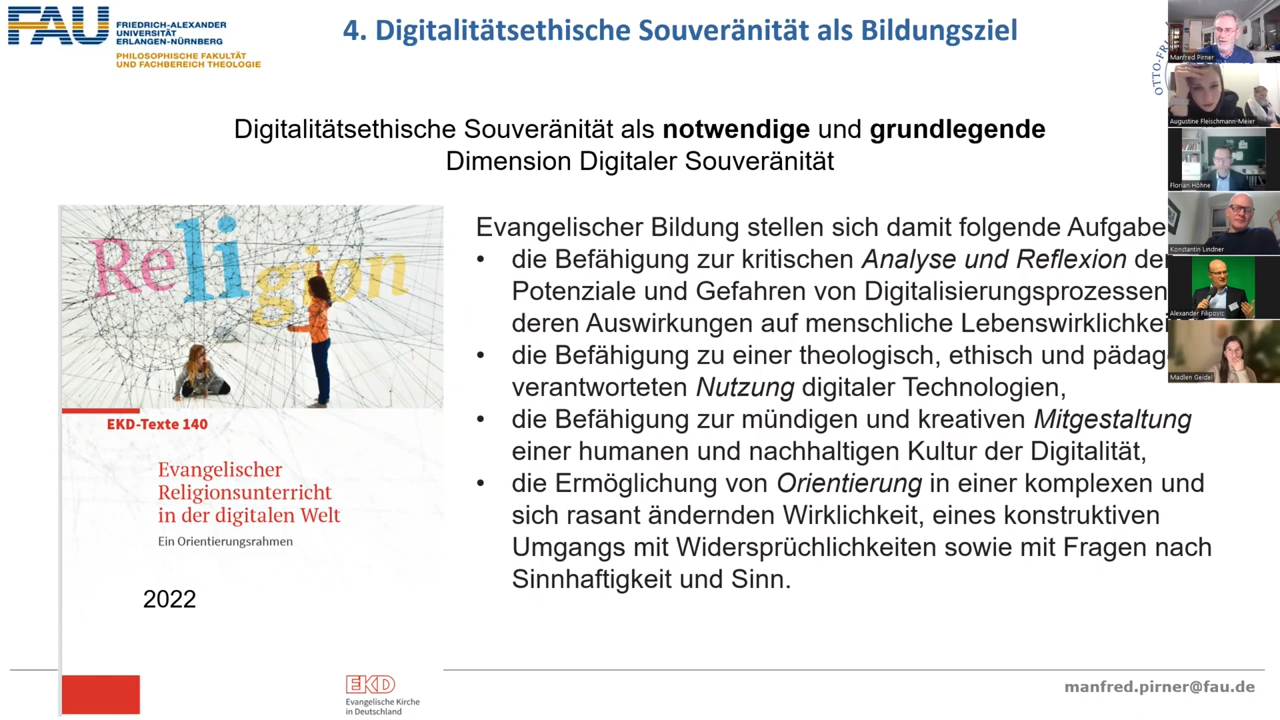 FAU
FRIEDRICH-ALEXANDER
UNIVERSITÄT
ERLANGEN-NÜRNBERG
PHILOSOPHISCHE FAKULTÄT
UND FACHBEREICH THEOLOGIE
4. Digitalitätsethische Souveränität als Bildungsziel
OTTO-FRI
Digitalitätsethische Souveränität als notwendige und grundlegende
Dimension Digitaler Souveränität
Religion
EKD-Texte 140
Evangelischer
Religionsunterricht
in der digitalen Welt
Ein Orientierungsrahmen
2022
EKD
Evangelische Kirche
in Deutschland
Evangelischer Bildung stellen sich damit folgende Aufgabe
• die Befähigung zur kritischen Analyse und Reflexion der
Potenziale und Gefahren von Digitalisierungsprozessen
deren Auswirkungen auf menschliche Lebenswirklichkei
• die Befähigung zu einer theologisch, ethisch und pädag
verantworteten Nutzung digitaler Technologien,
• die Befähigung zur mündigen und kreativen Mitgestaltung
einer humanen und nachhaltigen Kultur der Digitalität,
• die Ermöglichung von Orientierung in einer komplexen und
sich rasant ändernden Wirklichkeit, eines konstruktiven
Umgangs mit Widersprüchlichkeiten sowie mit Fragen nach
Sinnhaftigkeit und Sinn.
manfred.pirner@fau.de
Manfred Pirner
Augustine Fleischmann-Meier
Florian Höhne
Konstantin Lindner
Alexander Filipovic
Madlen Geidel